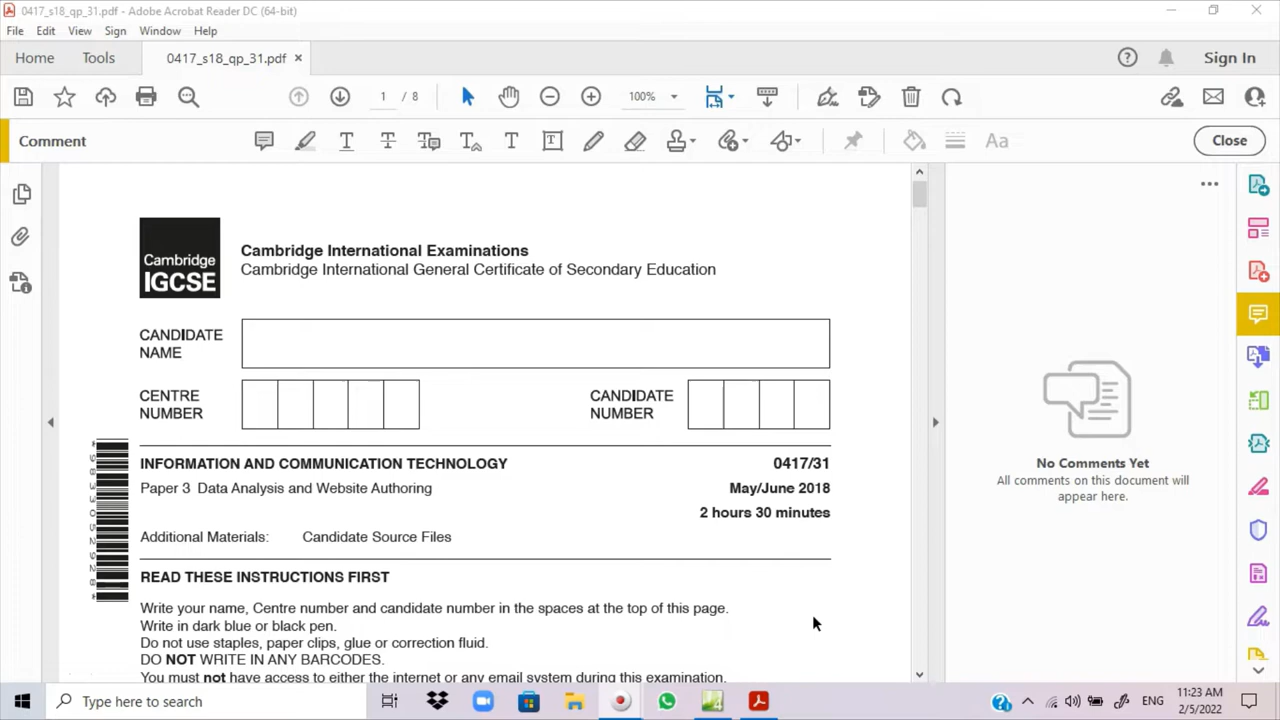 0417_s18_qp_31.pdf - Adobe Acrobat Reader DC (64-bit)
File Edit View Sign Window Help
Home Tools 0417_s18_qp_31.pdf × Sign In
1 / 8 100%
Comment Close
Cambridge
IGCSE
Cambridge International Examinations
Cambridge International General Certificate of Secondary Education
CANDIDATE
NAME
CENTRE
NUMBER
CANDIDATE
NUMBER
INFORMATION AND COMMUNICATION TECHNOLOGY 0417/31
Paper 3 Data Analysis and Website Authoring May/June 2018
2 hours 30 minutes
Additional Materials: Candidate Source Files
READ THESE INSTRUCTIONS FIRST
Write your name, Centre number and candidate number in the spaces at the top of this page.
Write in dark blue or black pen.
Do not use staples, paper clips, glue or correction fluid.
DO NOT WRITE IN ANY BARCODES.
You must not have access to either the internet or any email system during this examination.
No Comments Yet
All comments on this document will
appear here.
Type here to search
ENG
11:23 AM
2/5/2022